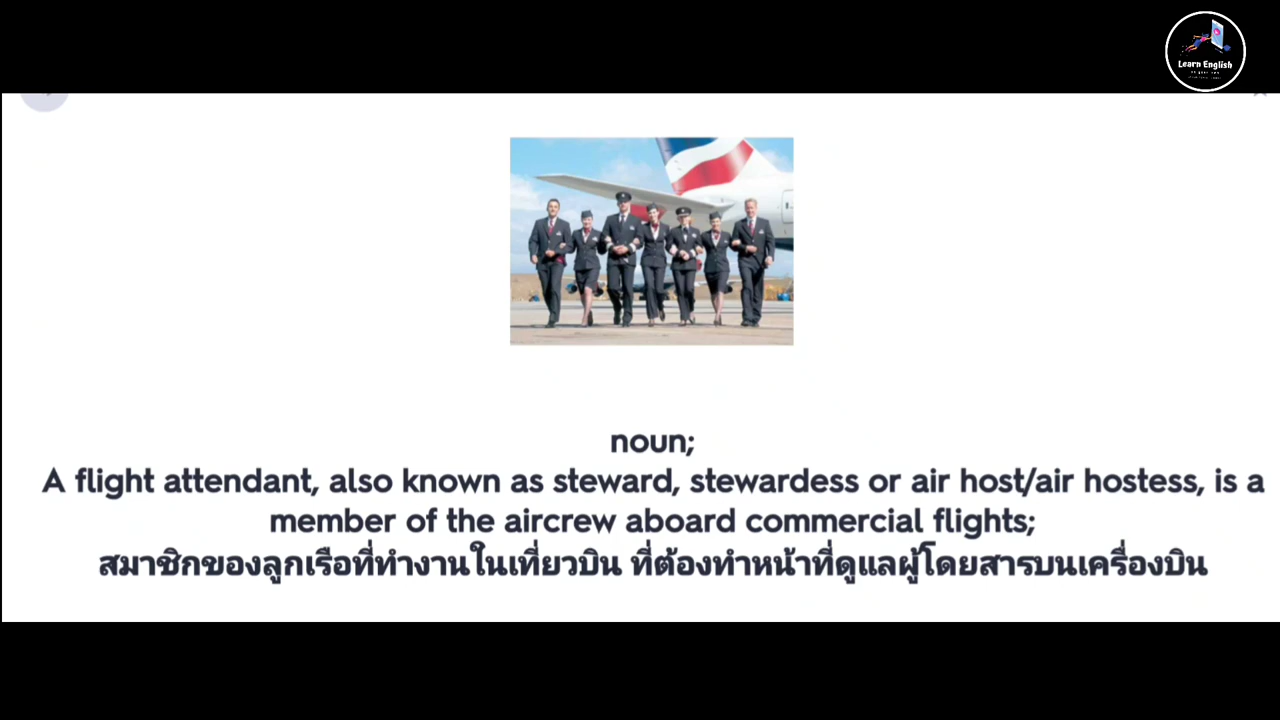 Learn English
noun;
A flight attendant, also known as steward, stewardess or air host/air hostess, is a
member of the aircrew aboard commercial flights;
สมาชิกของลูกเรือที่ทำงานในเที่ยวบิน ที่ต้องทำหน้าที่ดูแลผู้โดยสารบนเครื่องบิน